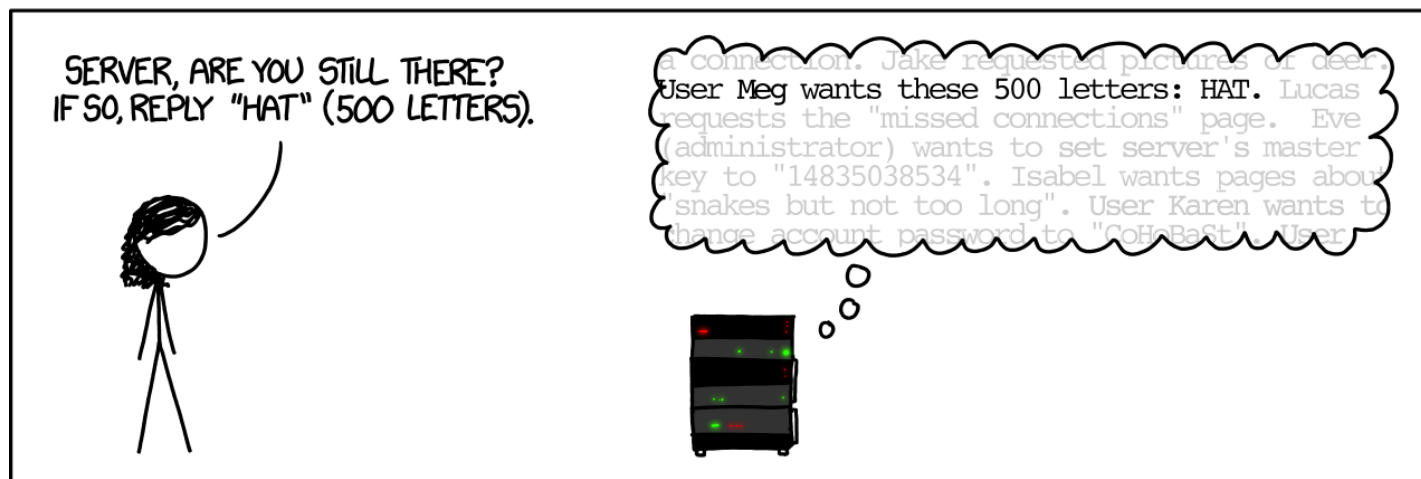 SERVER, ARE YOU STILL THERE?
IF SO, REPLY "HAT" (500 LETTERS).
a connection. Jake requested pictures of deer.
User Meg wants these 500 letters: HAT. Lucas
requests the "missed connections" page. Eve
(administrator) wants to set server's master
key to "14835038534". Isabel wants pages about
"snakes but not too long". User Karen wants to
change account password to "CoHoBaSt". User